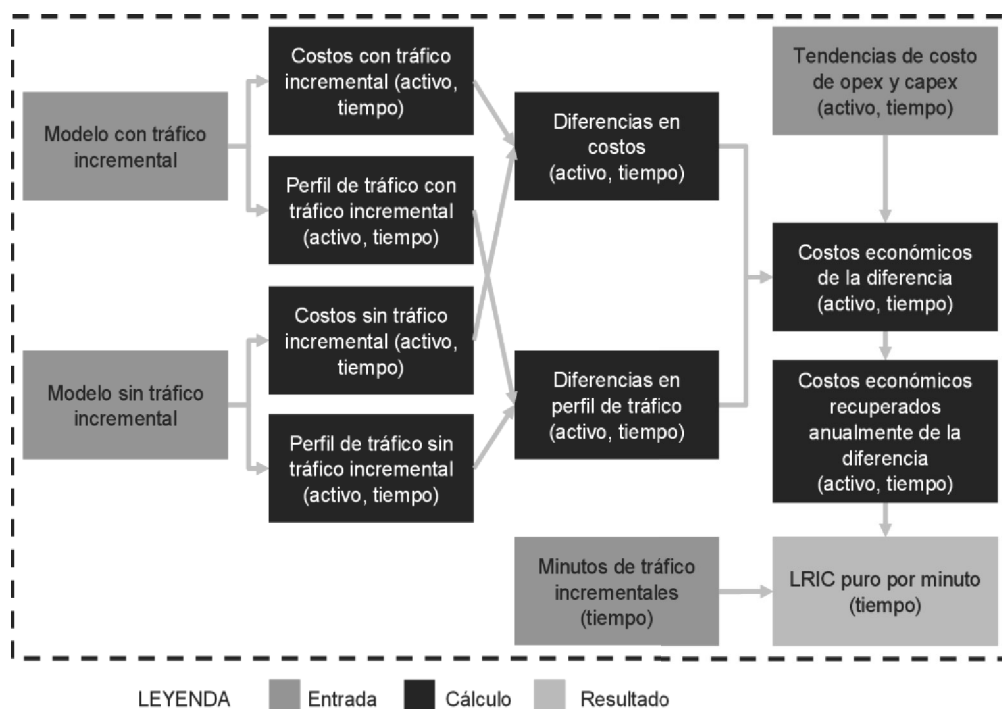 Modelo con tráfico
incremental
Modelo sin tráfico
incremental
Costos con tráfico
incremental (activo,
tiempo)
Perfil de tráfico con
tráfico incremental
(activo, tiempo)
Costos sin tráfico
incremental (activo,
tiempo)
Perfil de tráfico sin
tráfico incremental
(activo, tiempo)
Diferencias en
costos
(activo, tiempo)
Diferencias en
perfil de tráfico
(activo, tiempo)
Minutos de tráfico
incrementales
(tiempo)
Tendencias de costo
de opex y capex
(activo, tiempo)
Costos económicos
de la diferencia
(activo, tiempo)
Costos económicos
recuperados
anualmente de la
diferencia
(activo, tiempo)
LRIC puro por minuto
(tiempo)
LEYENDA
Entrada
Cálculo
Resultado